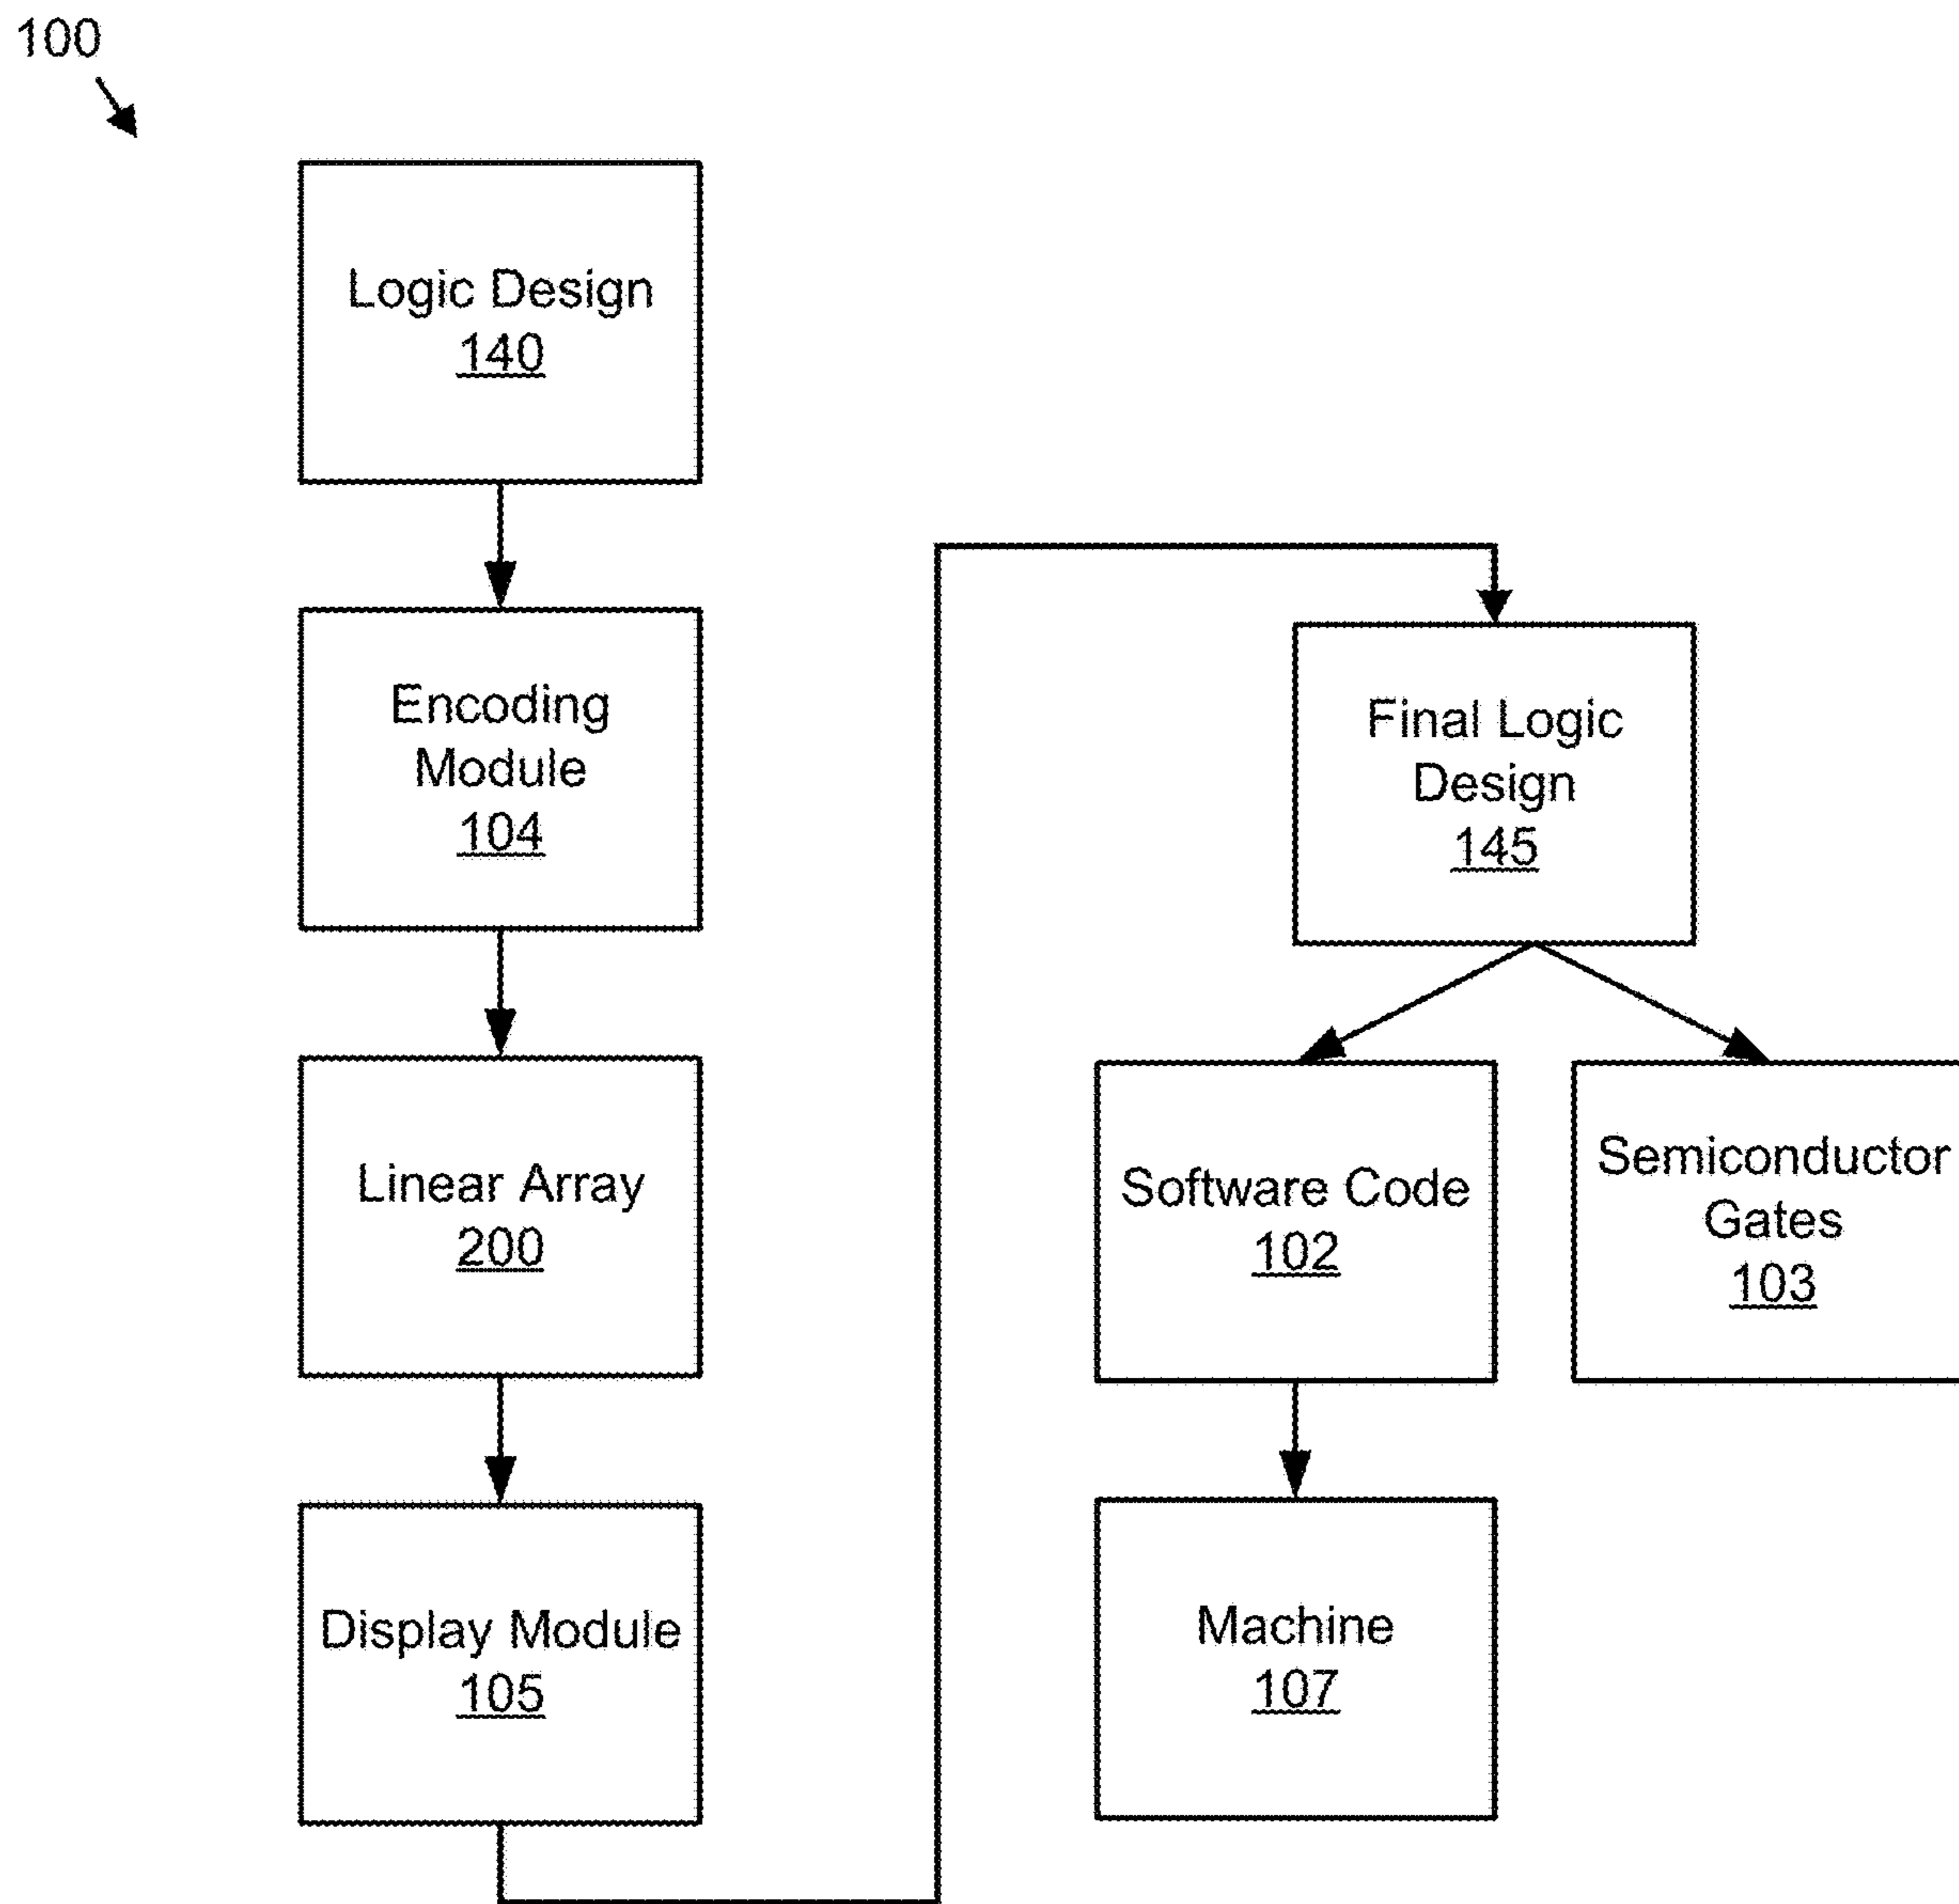 100
Logic Design
140
Encoding
Module
104
Linear Array
200
Display Module
105
Final Logic
Design
145
Software Code
102
Semiconductor
Gates
103
Machine
107